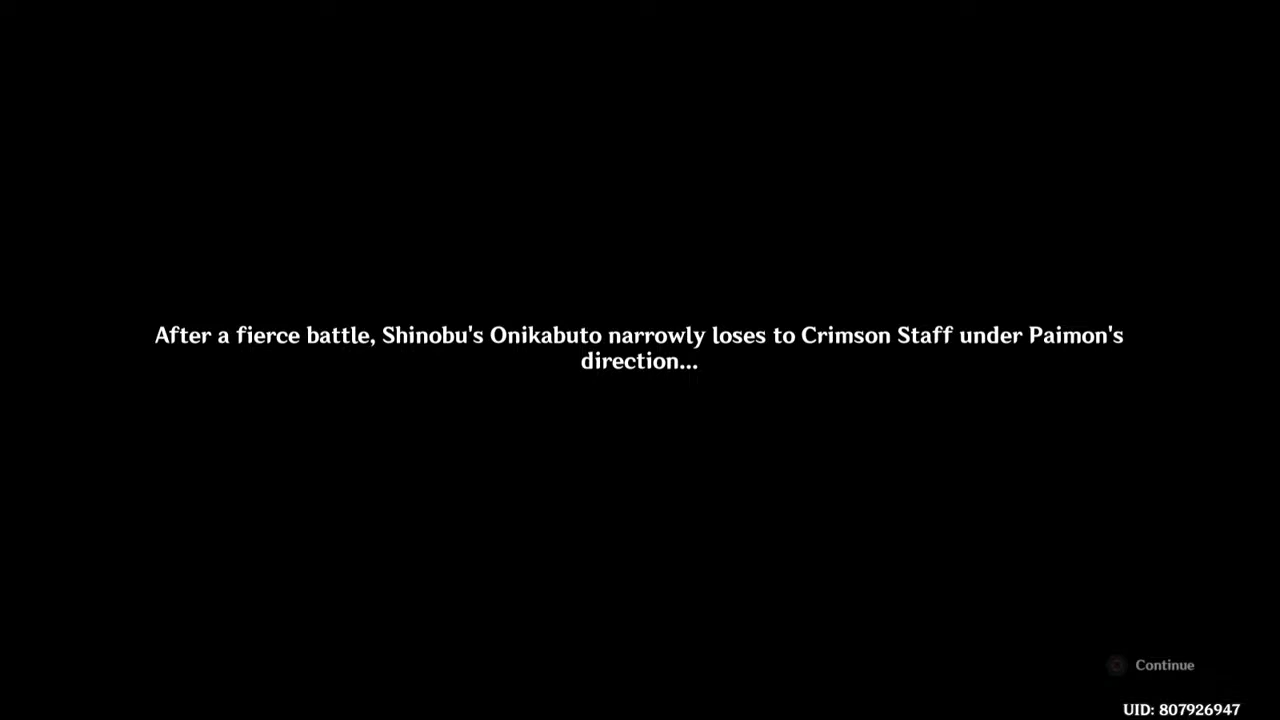 After a fierce battle, Shinobu's Onikabuto narrowly loses to Crimson Staff under Paimon's
direction...
Continue
UID: 807926947